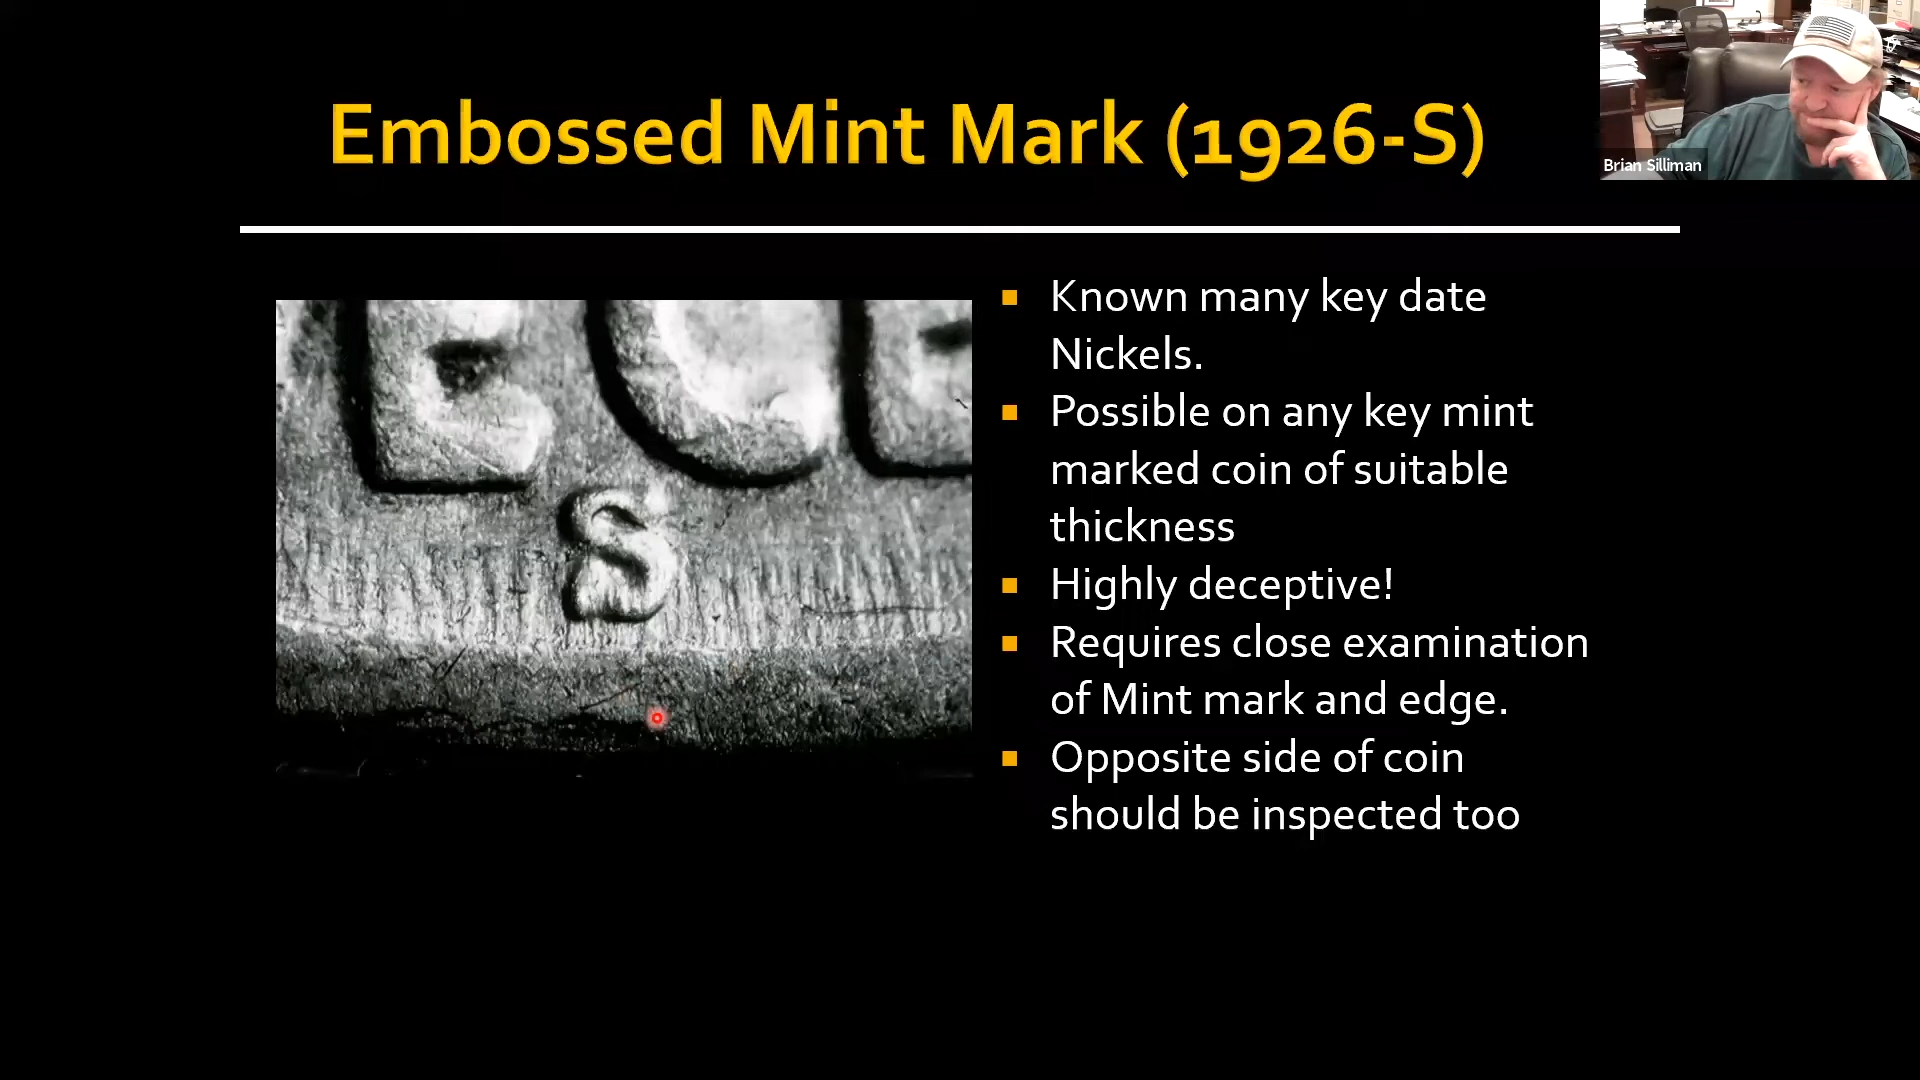 Embossed Mint Mark (1926-S)
Brian Silliman
S
Known many key date
Nickels.
Possible on any key mint
marked coin of suitable
thickness
Highly deceptive!
Requires close examination
of Mint mark and edge.
Opposite side of coin
should be inspected too